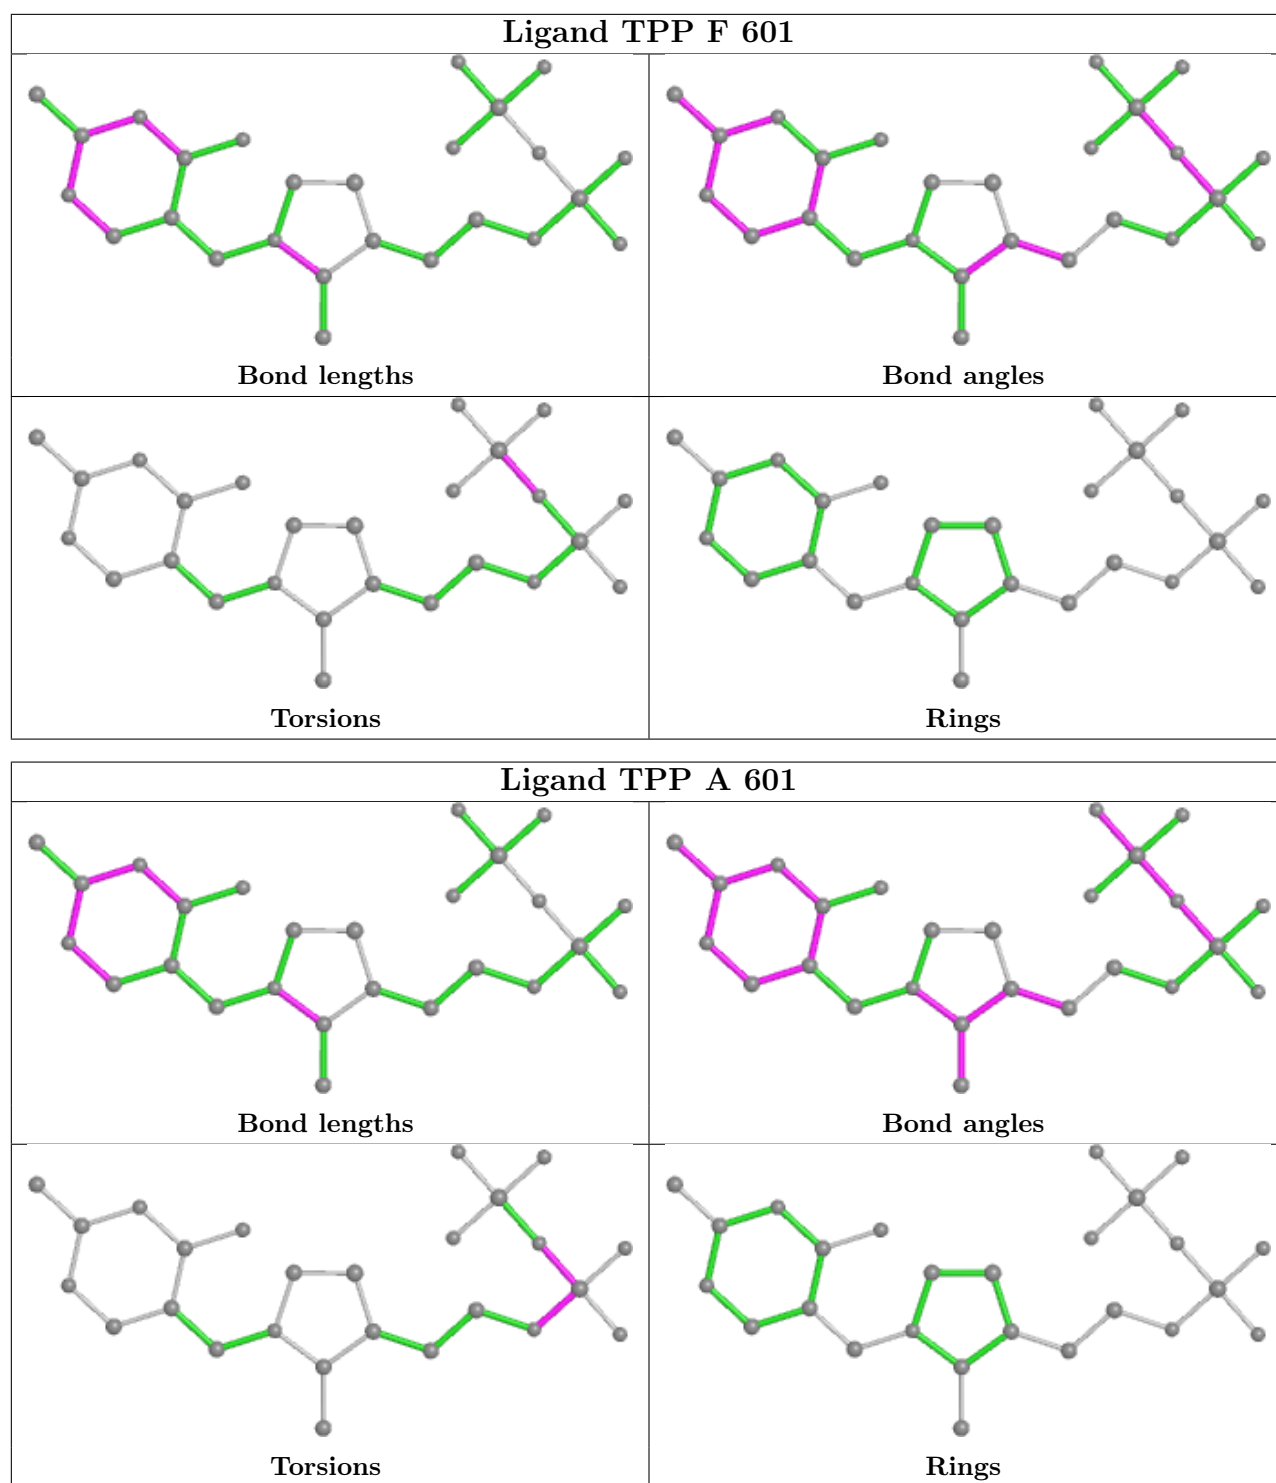 Ligand TPP F 601
Bond lengths
Bond angles
Torsions
Rings
Ligand TPP A 601
Bond lengths
Bond angles
Torsions
Rings